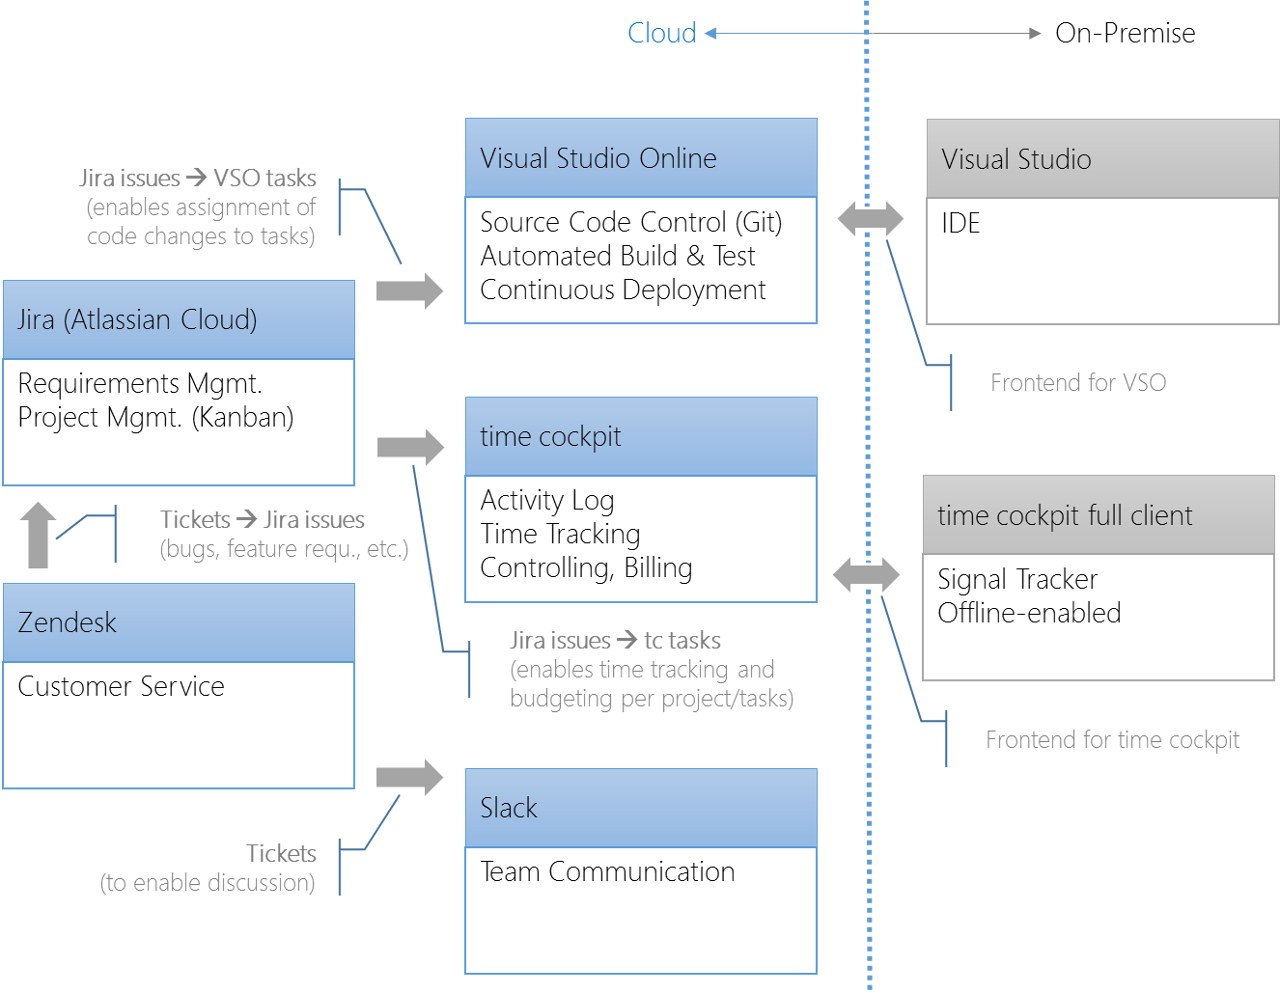 Cloud
On-Premise
Jira issues → VSO tasks
(enables assignment of
code changes to tasks)
Visual Studio Online
Source Code Control (Git)
Automated Build & Test
Continuous Deployment
Visual Studio
IDE
Frontend for VSO
Jira (Atlassian Cloud)
Requirements Mgmt.
Project Mgmt. (Kanban)
time cockpit
Activity Log
Time Tracking
Controlling, Billing
time cockpit full client
Signal Tracker
Offline-enabled
Frontend for time cockpit
Tickets → Jira issues
(bugs, feature requ., etc.)
Jira issues → tc tasks
(enables time tracking and
budgeting per project/tasks)
Zendesk
Customer Service
Tickets
(to enable discussion)
Slack
Team Communication